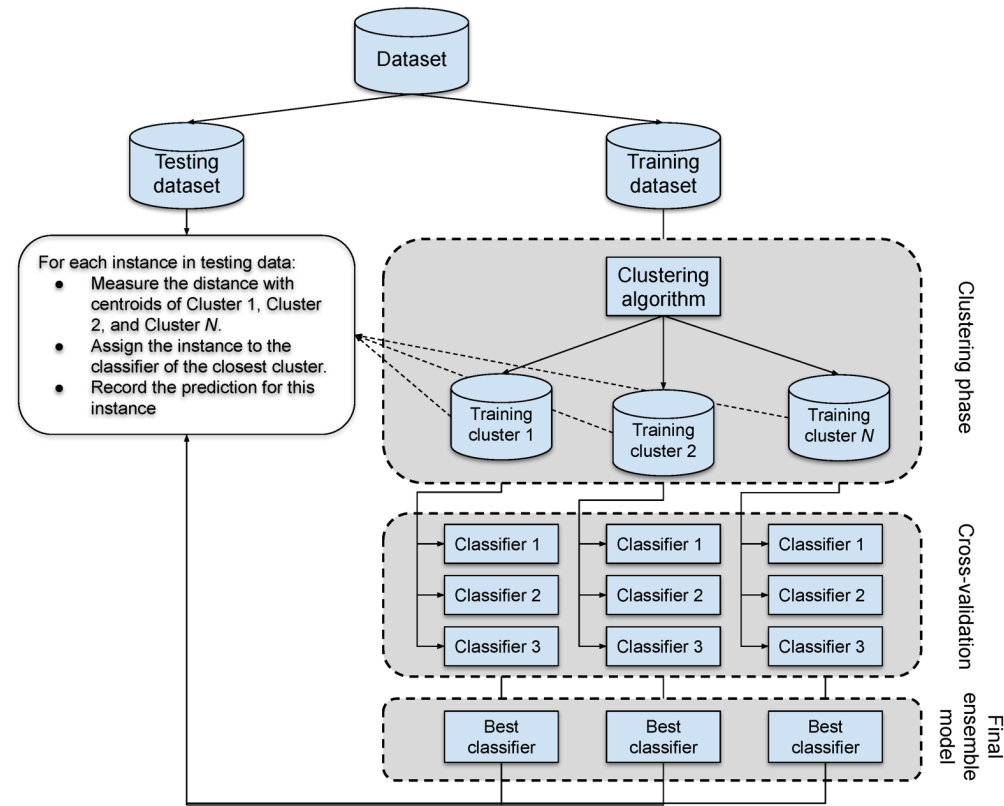 Dataset
Testing
dataset
Training
dataset
For each instance in testing data:
● Measure the distance with
centroids of Cluster 1, Cluster
2, and Cluster N.
● Assign the instance to the
classifier of the closest cluster.
● Record the prediction for this
instance
Clustering
algorithm
Training
cluster 1
Training
cluster 2
Training
cluster N
Clustering phase
Classifier 1
Classifier 1
Classifier 1
Classifier 2
Classifier 2
Classifier 2
Classifier 3
Classifier 3
Classifier 3
Cross-validation
Best
classifier
Best
classifier
Best
classifier
Final
ensemble
model